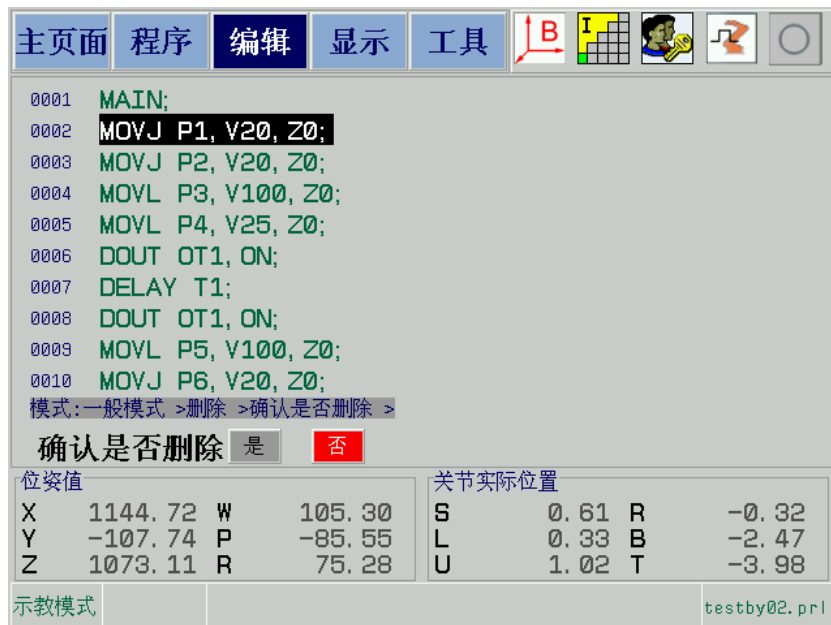 主页面 程序 编辑 显示 工具 B I
0001 MAIN;
0002 MOVJ P1, V20, Z0;
0003 MOVJ P2, V20, Z0;
0004 MOVL P3, V100, Z0;
0005 MOVL P4, V25, Z0;
0006 DOUT OT1, ON;
0007 DELAY T1;
0008 DOUT OT1, ON;
0009 MOVL P5, V100, Z0;
0010 MOVJ P6, V20, Z0;
模式:一般模式 >删除 >确认是否删除 >
确认是否删除 是 否
位姿值 关节实际位置
X 1144.72 W 105.30 S 0.61 R -0.32
Y -107.74 P -85.55 L 0.33 B -2.47
Z 1073.11 R 75.28 U 1.02 T -3.98
示教模式 testby02.prl